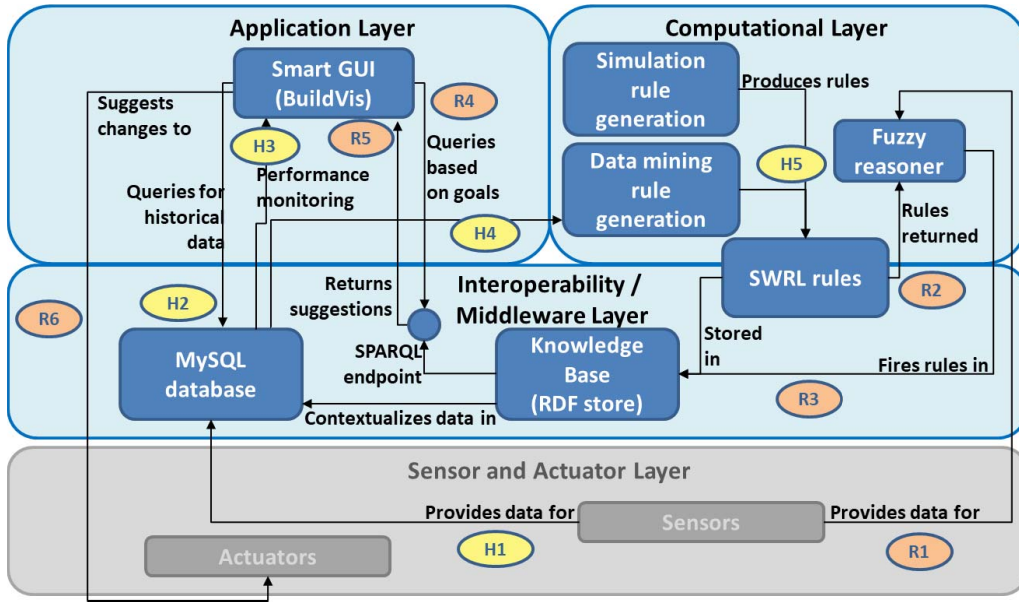 Application Layer
Computational Layer
Smart GUI
(BuildVis)
Simulation
rule
generation
Produces rules
Suggests
changes to
R4
H3
R5
Queries
based
on goals
Performance
monitoring
Queries for
historical
data
Data mining
rule
generation
H5
Fuzzy
reasoner
Rules
returned
H4
SWRL rules
R2
R6
H2
Returns
suggestions
Interoperability /
Middleware Layer
Stored
in
MySQL
database
SPARQL
endpoint
Knowledge
Base
(RDF store)
Fires rules in
R3
Contextualizes data in
Sensor and Actuator Layer
Provides data for
Sensors
Provides data for
H1
R1
Actuators